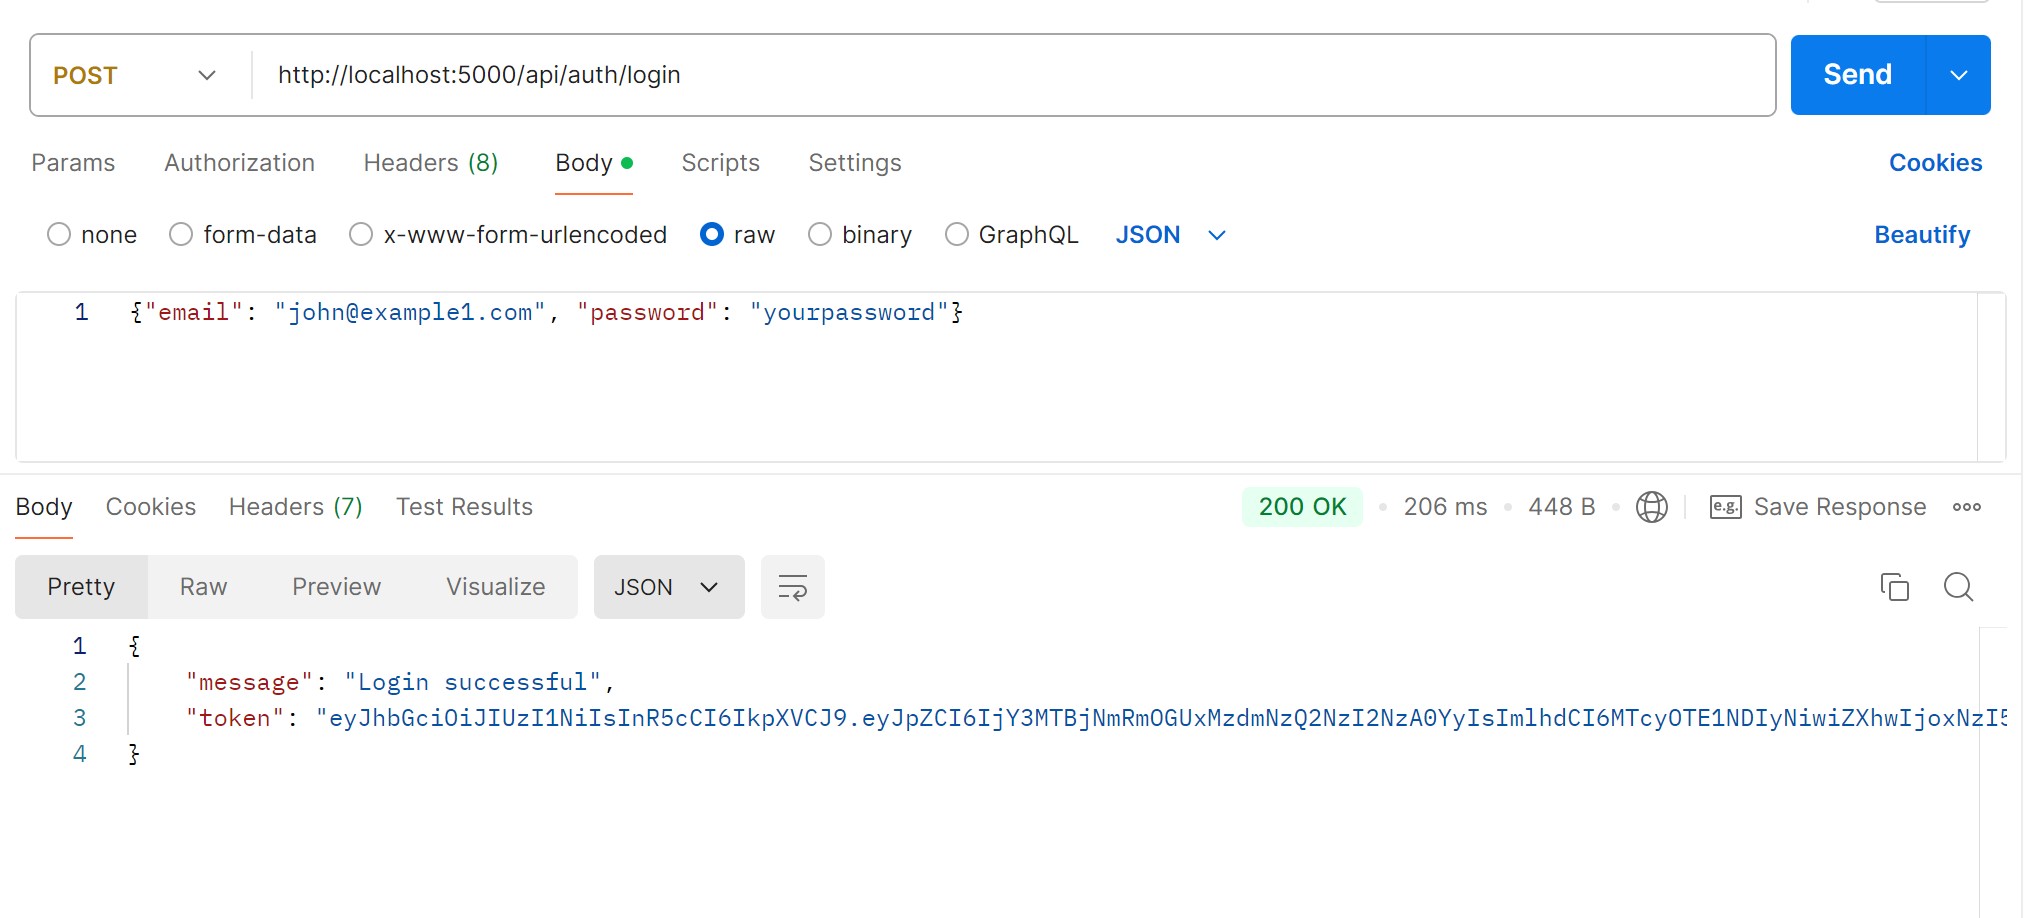 POST http://localhost:5000/api/auth/login Send
Params Authorization Headers (8) Body Scripts Settings Cookies
none form-data x-www-form-urlencoded raw binary GraphQL JSON Beautify
1 {"email": "john@example1.com", "password": "yourpassword"}
Body Cookies Headers (7) Test Results 200 OK 206 ms 448 B e.g. Save Response
Pretty Raw Preview Visualize JSON
1 {
2 "message": "Login successful",
3 "token": "eyJhbGciOiJIUzI1NiIsInR5cCI6IkpXVCJ9.eyJpZCI6IjY3MTBjNmRmOGUxMzdmNzQ2NzI2NzA0YyIsImlhdCI6MTcyOTE1NDIyNiwiZXhwIjoxNzI5
4 }